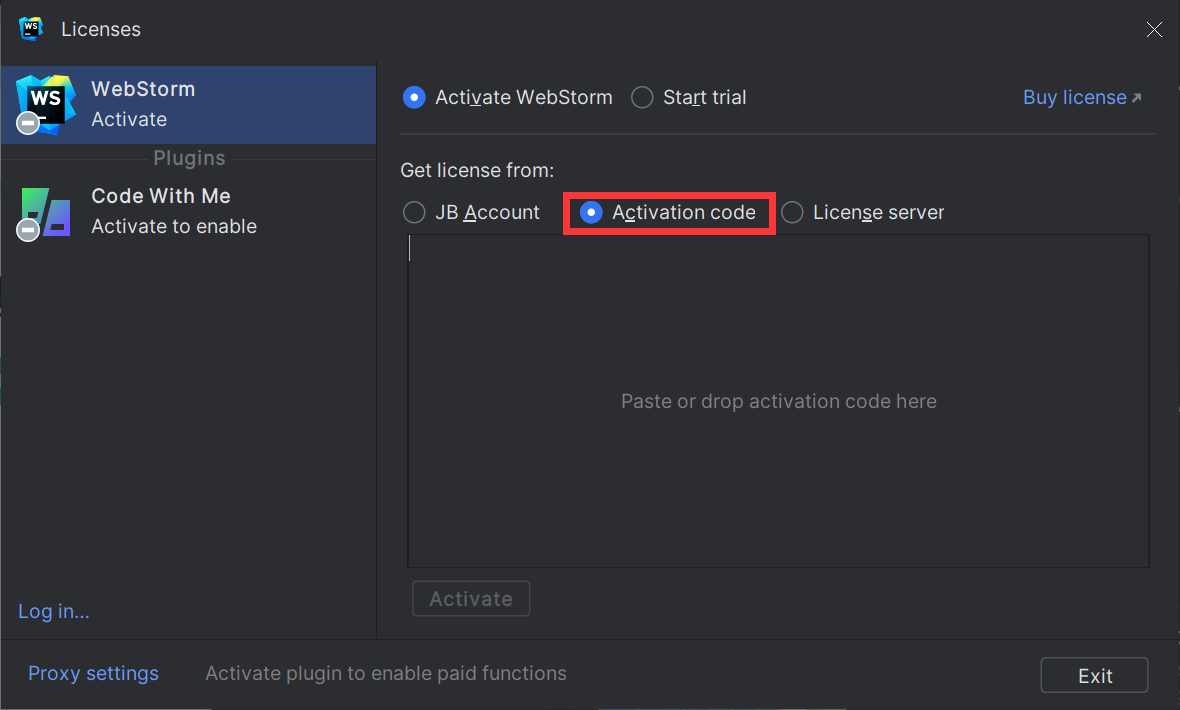 WS
Licenses
WS
WebStorm
Activate
Plugins
Code With Me
Activate to enable
Log in...
Activate WebStorm Start trial Buy license
Get license from:
JB Account Activation code License server
Paste or drop activation code here
Activate
Proxy settings Activate plugin to enable paid functions Exit